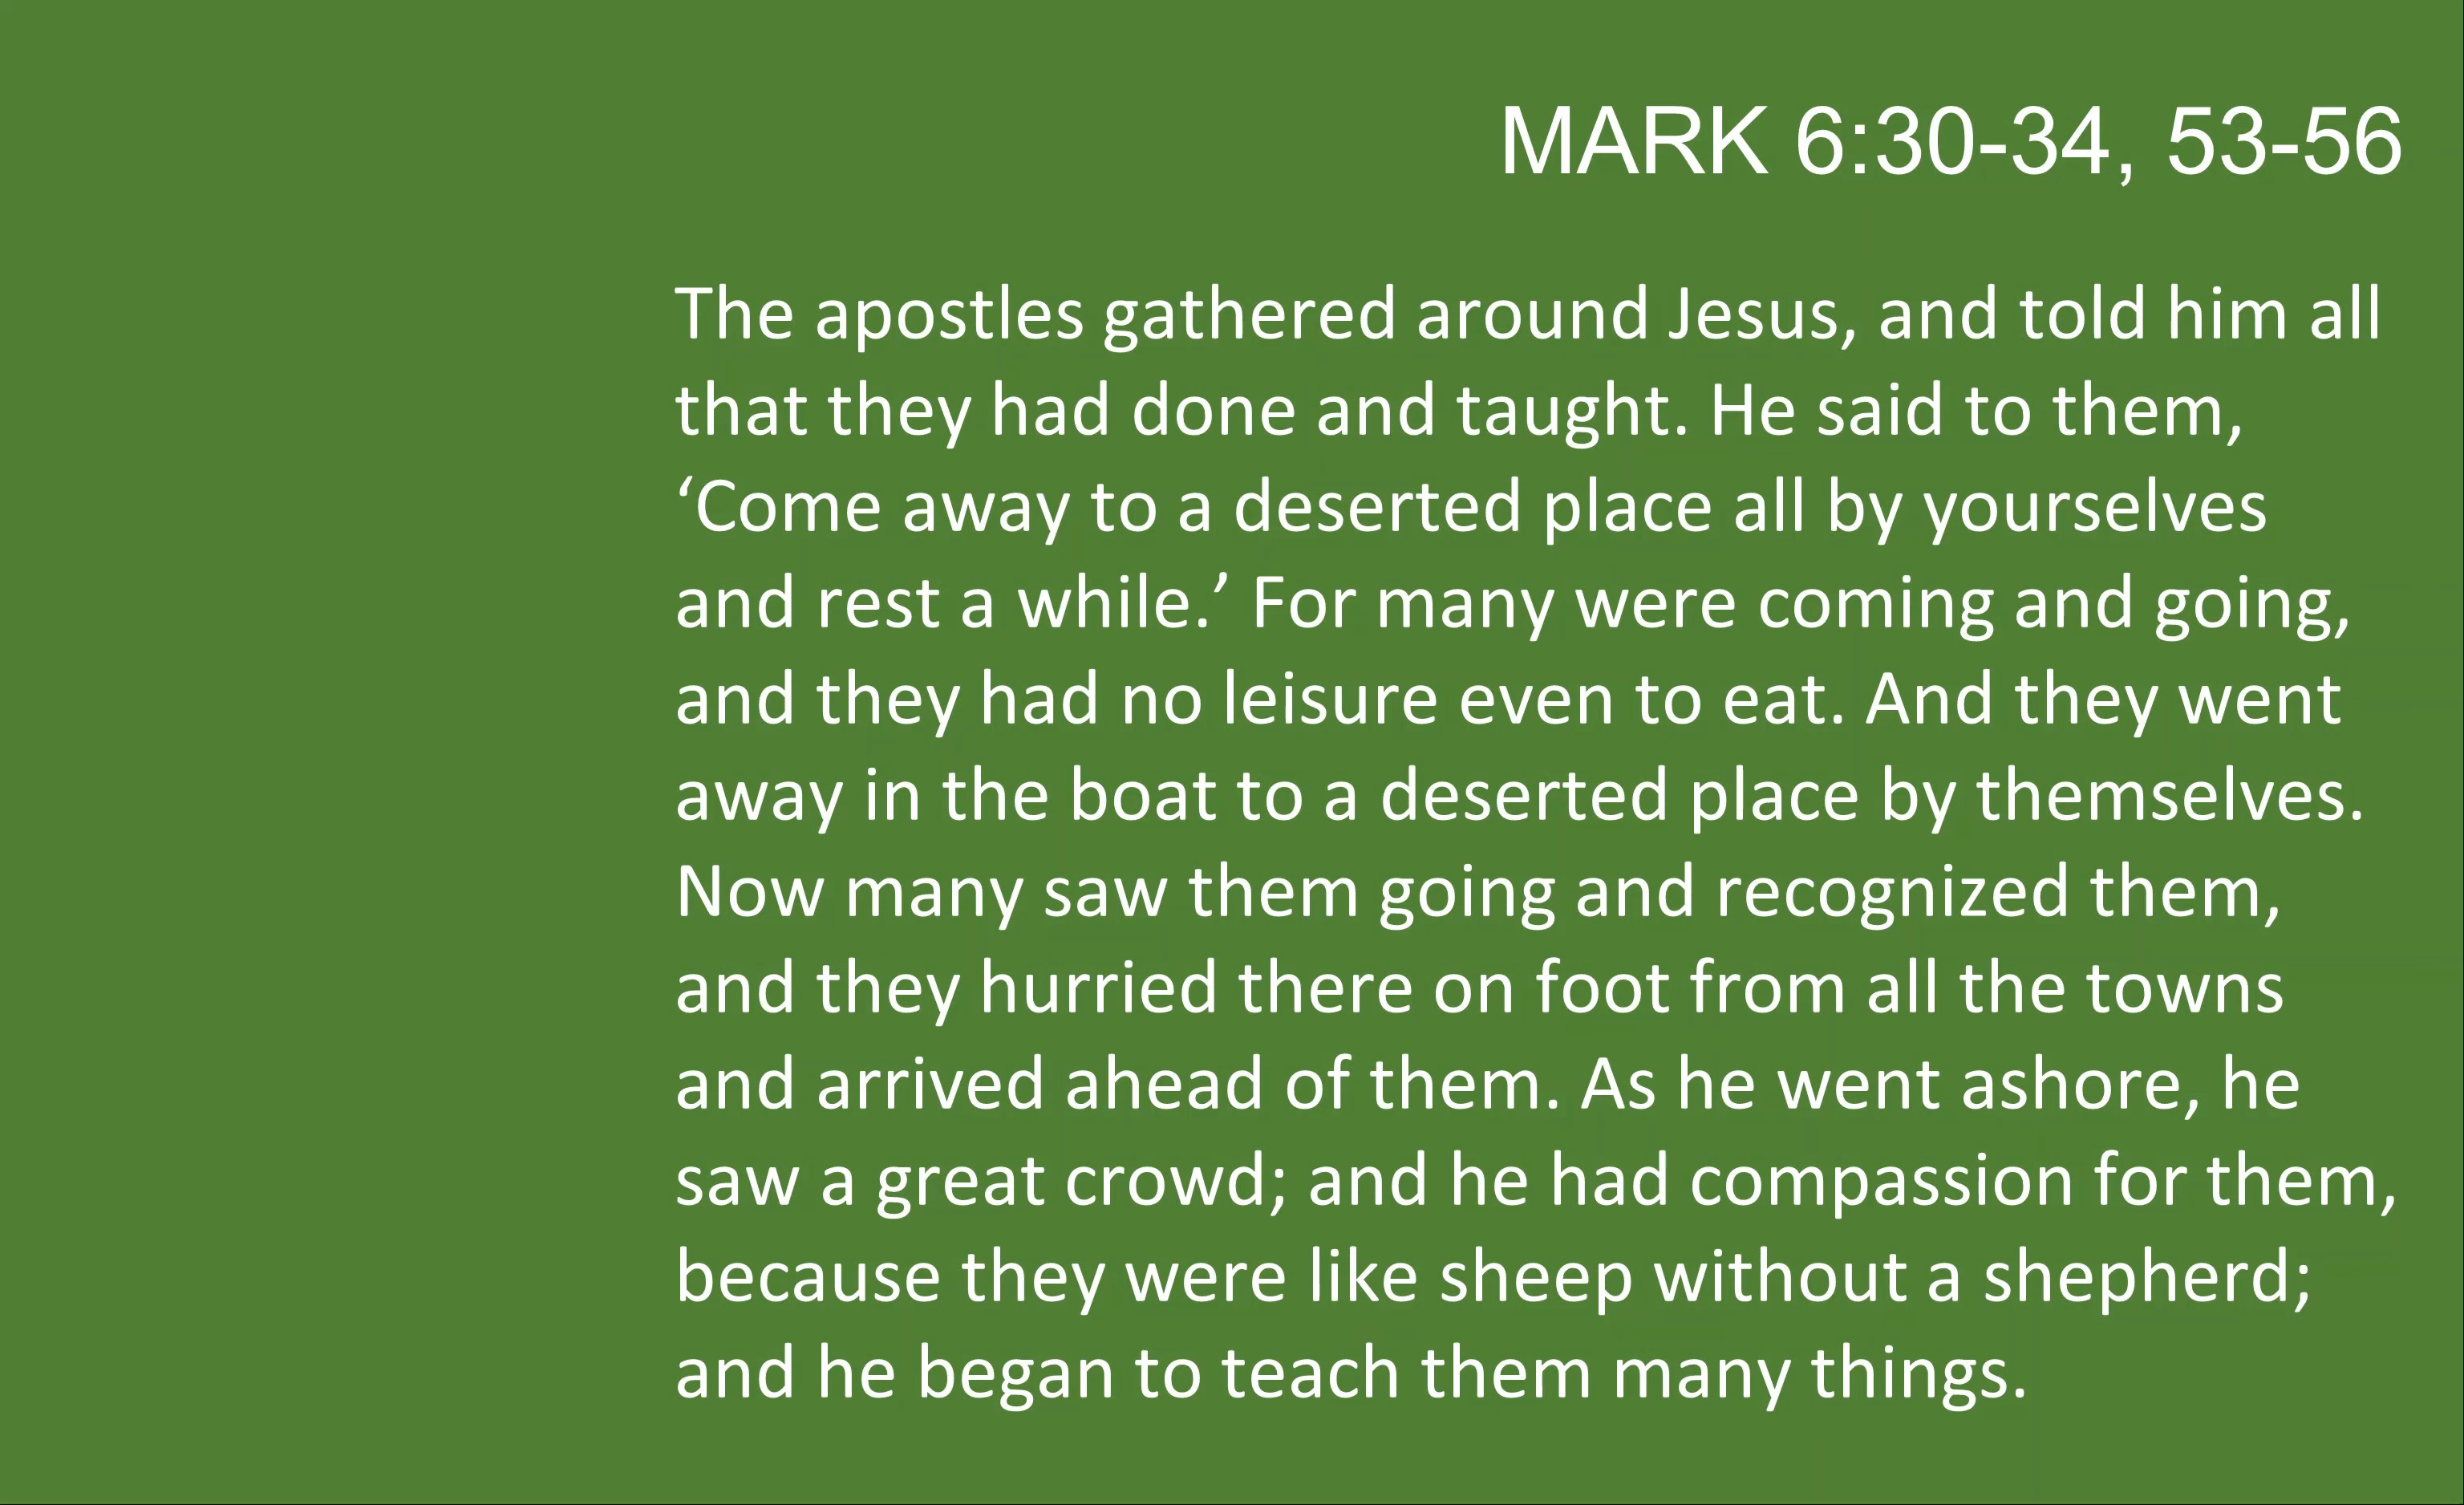 MARK 6:30-34, 53-56
The apostles gathered around Jesus, and told him all
that they had done and taught. He said to them,
‘Come away to a deserted place all by yourselves
and rest a while.’ For many were coming and going,
and they had no leisure even to eat. And they went
away in the boat to a deserted place by themselves.
Now many saw them going and recognized them,
and they hurried there on foot from all the towns
and arrived ahead of them. As he went ashore, he
saw a great crowd; and he had compassion for them,
because they were like sheep without a shepherd;
and he began to teach them many things.